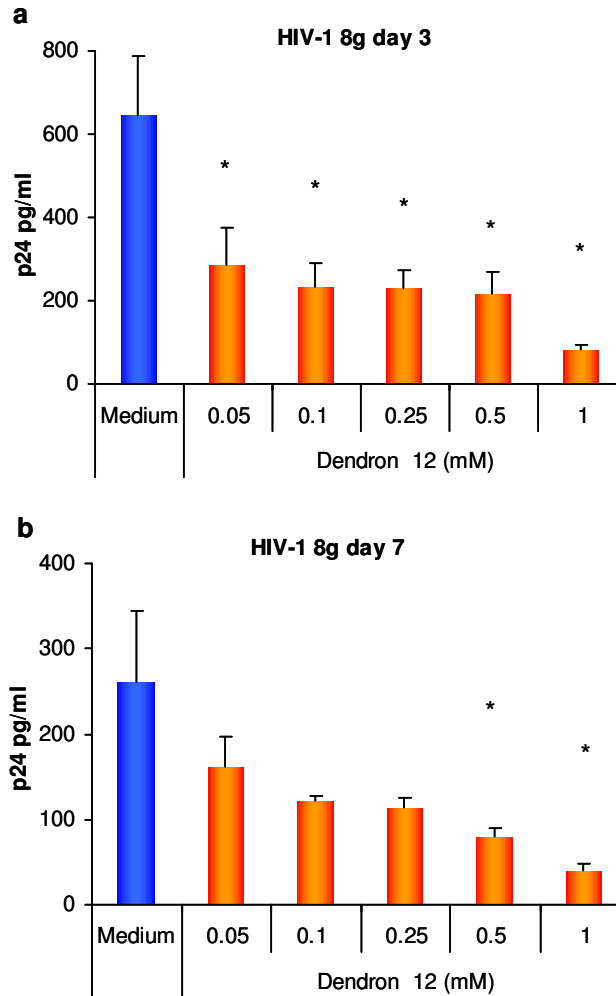 a
HIV-1 8g day 3
800
600
400
200
0
p24 pg/ml
* * * * *
Medium 0.05 0.1 0.25 0.5 1
Dendron 12 (mM)
b
HIV-1 8g day 7
400
300
200
100
0
p24 pg/ml
* *
Medium 0.05 0.1 0.25 0.5 1
Dendron 12 (mM)